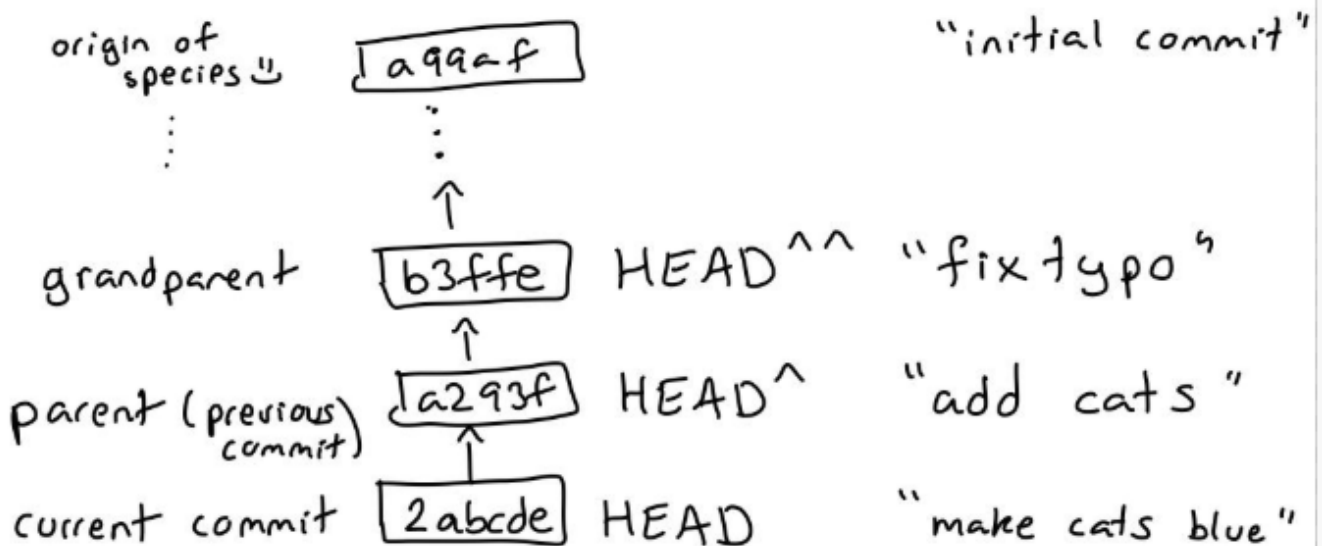 origin of species a99af "initial commit"
grandparent b3ffe HEAD^^ "fix typo"
parent (previous commit) a293f HEAD^ "add cats"
current commit 2abcde HEAD "make cats blue"